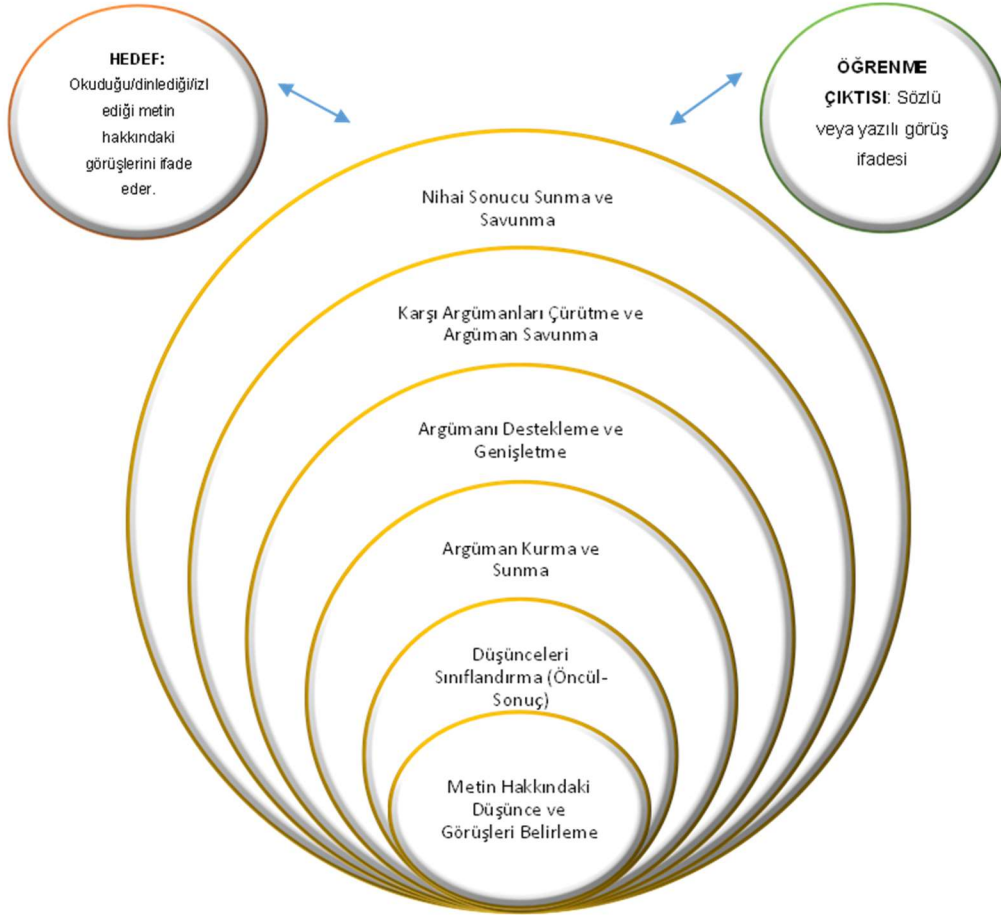 HEDEF:
Okuduğu/dinlediği/izl
ediği metin
hakkındaki
görüşlerini ifade
eder.
ÖĞRENME
ÇIKTISI: Sözlü
veya yazılı görüş
ifadesi
Nihai Sonucu Sunma ve
Savunma
Karşı Argümanları Çürütme ve
Argüman Savunma
Argümanı Destekleme ve
Genişletme
Argüman Kurma ve
Sunma
Düşünceleri
Sınıflandırma (Öncül-
Sonuç)
Metin Hakkındaki
Düşünce ve
Görüşleri Belirleme